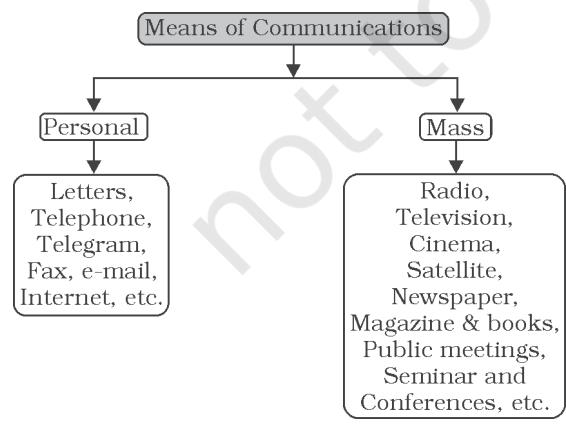 Means of Communications
Personal
Mass
Letters,
Telephone,
Telegram,
Fax, e-mail,
Internet, etc.
Radio,
Television,
Cinema,
Satellite,
Newspaper,
Magazine & books,
Public meetings,
Seminar and
Conferences, etc.
not to